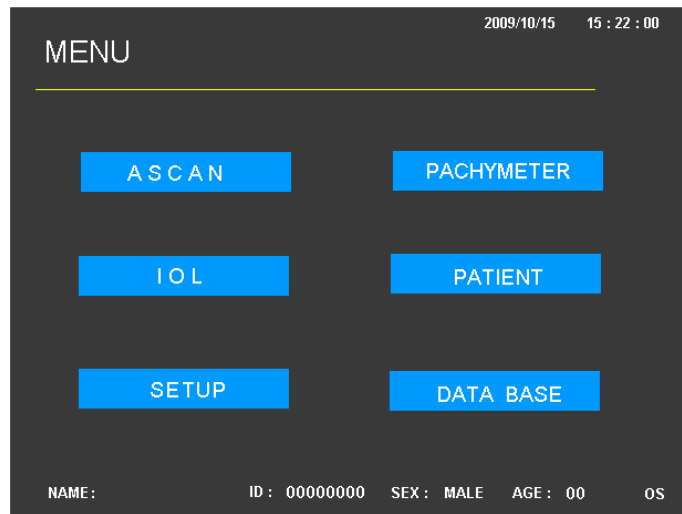 2009/10/15 15 : 22 : 00
MENU
ASCAN PACHYMETER
IOL PATIENT
SETUP DATA BASE
NAME: ID: 00000000 SEX: MALE AGE: 00 OS